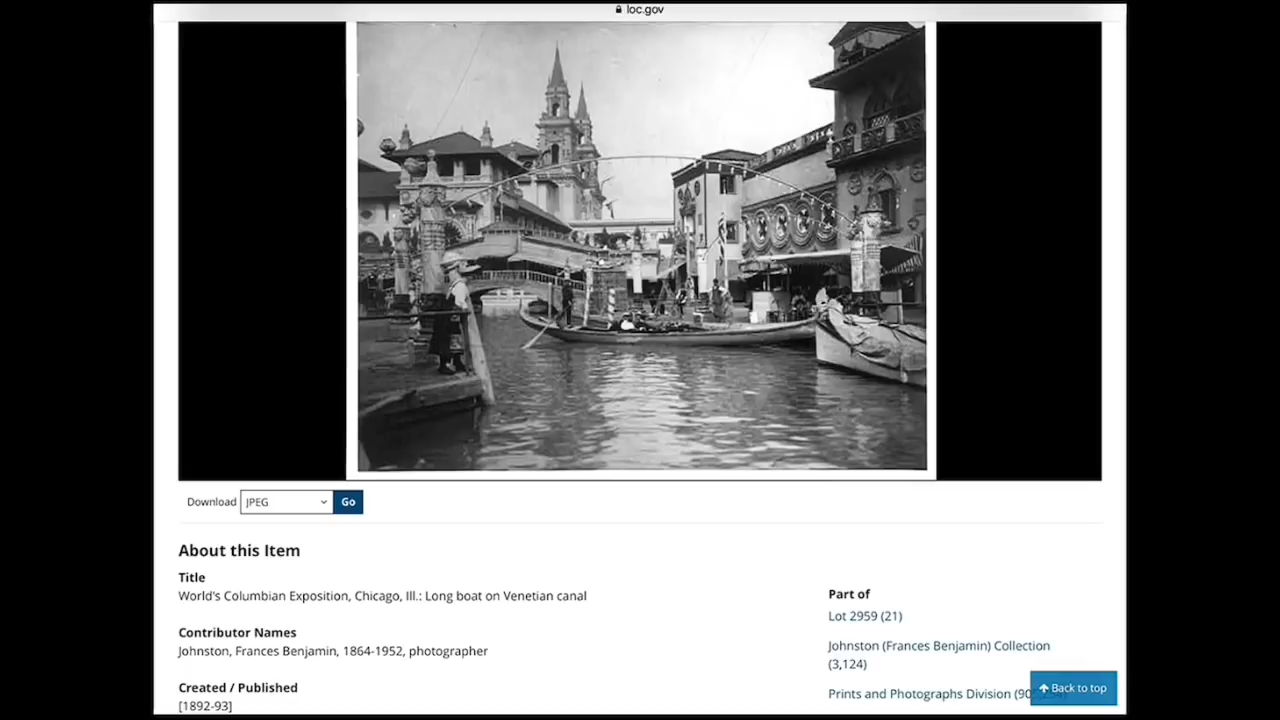 loc.gov
Download JPEG Go
About this Item
Title
World's Columbian Exposition, Chicago, Ill.: Long boat on Venetian canal
Contributor Names
Johnston, Frances Benjamin, 1864-1952, photographer
Created / Published
[1892-93]
Part of
Lot 2959 (21)
Johnston (Frances Benjamin) Collection
(3,124)
Prints and Photographs Division
Back to top